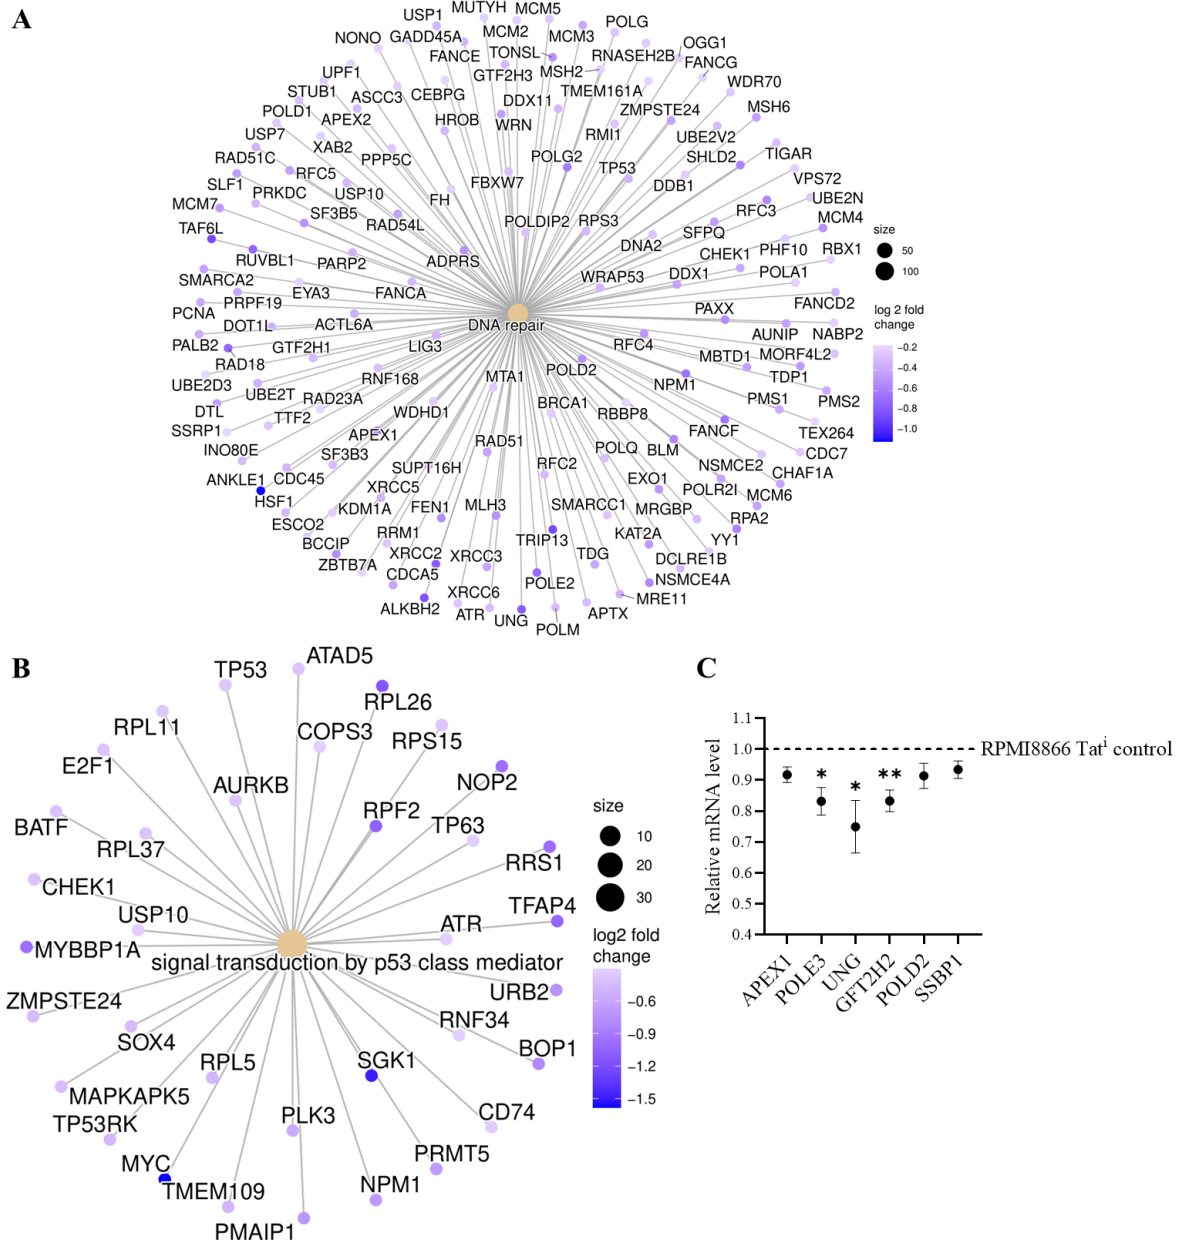 A
USP1 MUTYH MCM5
NONO GADD45A MCM2 MCM3 POLG
FANCE TONSL RNASEH2B OGG1
UPF1 GTF2H3 MSH2 FANCG
STUB1 ASCC3 CEBPG TMEM161A WDR70
POLD1 APEX2 HROB DDX11 ZMPSTE24 MSH6
USP7 WRN RMI1 UBE2V2
RAD51C XAB2 PPP5C POLG2 TP53 SHLD2 TIGAR
SLF1 RFC5 USP10 FBXW7 DDB1 VPS72
MCM7 PRKDC FH UBE2N
SF3B5 RAD54L POLDIP2 RPS3 RFC3 MCM4
TAF6L DNA2 SFPQ
RUVBL1 PARP2 ADPRS CHEK1 PHF10 RBX1
SMARCA2 WRAP53 DDX1 POLA1
EYA3 FANCA
PCNA PRPF19 PAXX FANCD2
DOT1L ACTL6A DNA repair AUNIP NABP2
PALB2 GTF2H1 LIG3 RFC4
RAD18 MBTD1 MORF4L2
UBE2D3 RNF168 MTA1 POLD2 NPM1 TDP1
UBE2T RAD23A PMS1 PMS2
DTL TTF2 WDHD1 BRCA1 RBBP8
SSRP1 APEX1 FANCF TEX264
INO80E SF3B3 RAD51 POLQ BLM CDC7
ANKLE1 CDC45 SUPT16H RFC2 NSMCE2 CHAF1A
HSF1 XRCC5 EXO1 POLR2I MCM6
ESCO2 KDM1A FEN1 MLH3 SMARCC1 MRGBP RPA2
BCCIP RRM1 TRIP13 KAT2A YY1
ZBTB7A XRCC2 XRCC3 TDG DCLRE1B
CDCA5 POLE2 NSMCE4A
ALKBH2 XRCC6 MRE11
ATR UNG APTX
POLM
size
50
100
log 2 fold
change
−0.2
−0.4
−0.6
−0.8
−1.0
B
TP53 ATAD5
RPL26
RPL11 COPS3 RPS15
E2F1 NOP2
AURKB
BATF RPF2 TP63
RPL37
CHEK1 RRS1
USP10 ATR TFAP4
MYBBP1A
signal transduction by p53 class mediator
ZMPSTE24 URB2
SOX4 RNF34
RPL5 SGK1 BOP1
MAPKAPK5
TP53RK PLK3 CD74
MYC PRMT5
TMEM109 NPM1
PMAIP1
size
10
20
30
log2 fold
change
−0.6
−0.9
−1.2
−1.5
C
Relative mRNA level
1.1
1.0
0.9
0.8
0.7
0.6
0.5
0.4
RPMI8866 Tatⁱ control
* * **
APEX1
POLE3
UNG
GFT2H2
POLD2
SSBP1